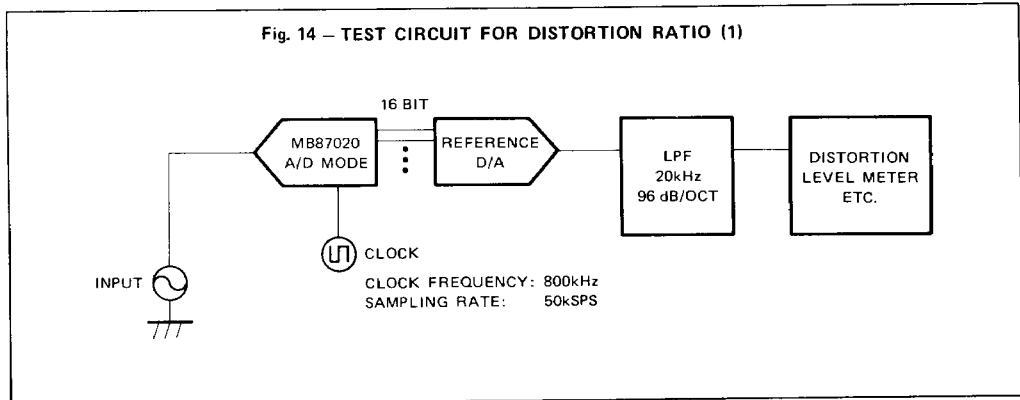 Fig. 14 – TEST CIRCUIT FOR DISTORTION RATIO (1)
16 BIT
MB87020
A/D MODE
REFERENCE
D/A
LPF
20kHz
96 dB/OCT
DISTORTION
LEVEL METER
ETC.
CLOCK
INPUT
CLOCK FREQUENCY: 800kHz
SAMPLING RATE: 50kSPS